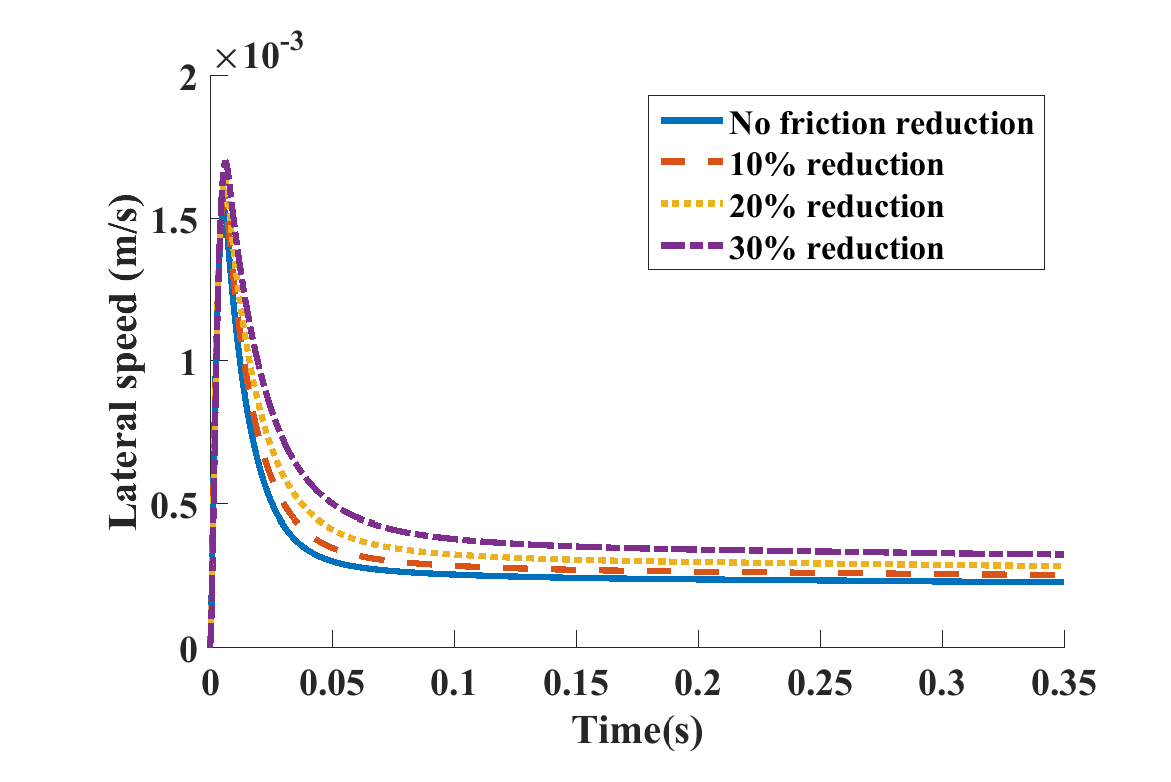 ×10-3
2
1.5
1
0.5
0
Lateral speed (m/s)
No friction reduction
10% reduction
20% reduction
30% reduction
0 0.05 0.1 0.15 0.2 0.25 0.3 0.35
Time(s)